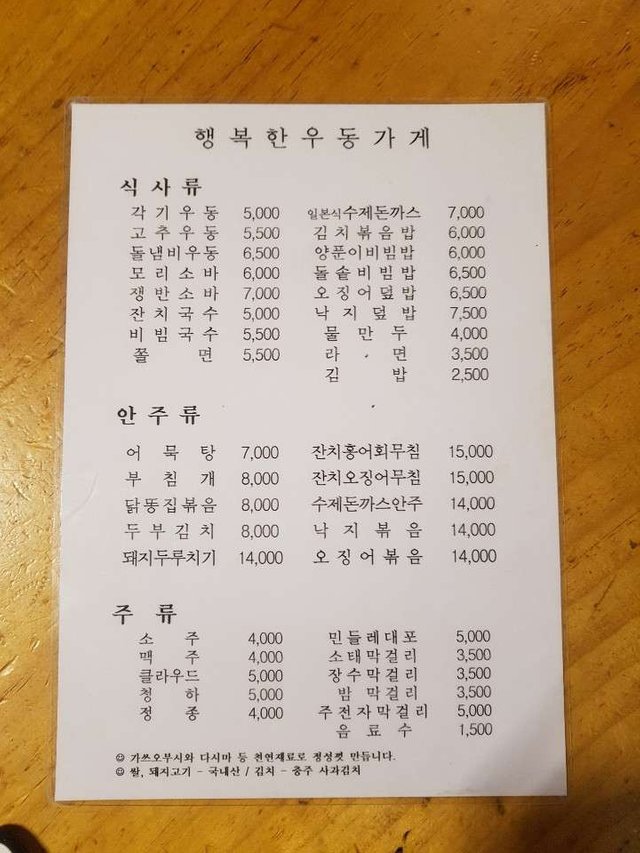 행복한우동가게
식사류
각기우동 5,000 일본식수제돈까스 7,000
고추우동 5,500 김치볶음밥 6,000
돌냄비우동 6,500 양푼이비빔밥 6,000
모리소바 6,000 돌솥비빔밥 6,500
쟁반소바 7,000 오징어덮밥 6,500
잔치국수 5,000 낙지덮밥 7,500
비빔국수 5,500 물만두 4,000
쫄면 5,500 라면 3,500
김밥 2,500
안주류
어묵탕 7,000 잔치홍어회무침 15,000
부침개 8,000 잔치오징어무침 15,000
닭똥집볶음 8,000 수제돈까스안주 14,000
두부김치 8,000 낙지볶음 14,000
돼지두루치기 14,000 오징어볶음 14,000
주류
소주 4,000 민들레대포 5,000
맥주 4,000 소태막걸리 3,500
클라우드 5,000 장수막걸리 3,500
청하 5,000 밤막걸리 3,500
정종 4,000 주전자막걸리 5,000
음료수 1,500
☺ 가쓰오부시와 다시마 등 천연재료로 정성껏 만듭니다.
☺ 쌀, 돼지고기 - 국내산 / 김치 - 충주 사과김치